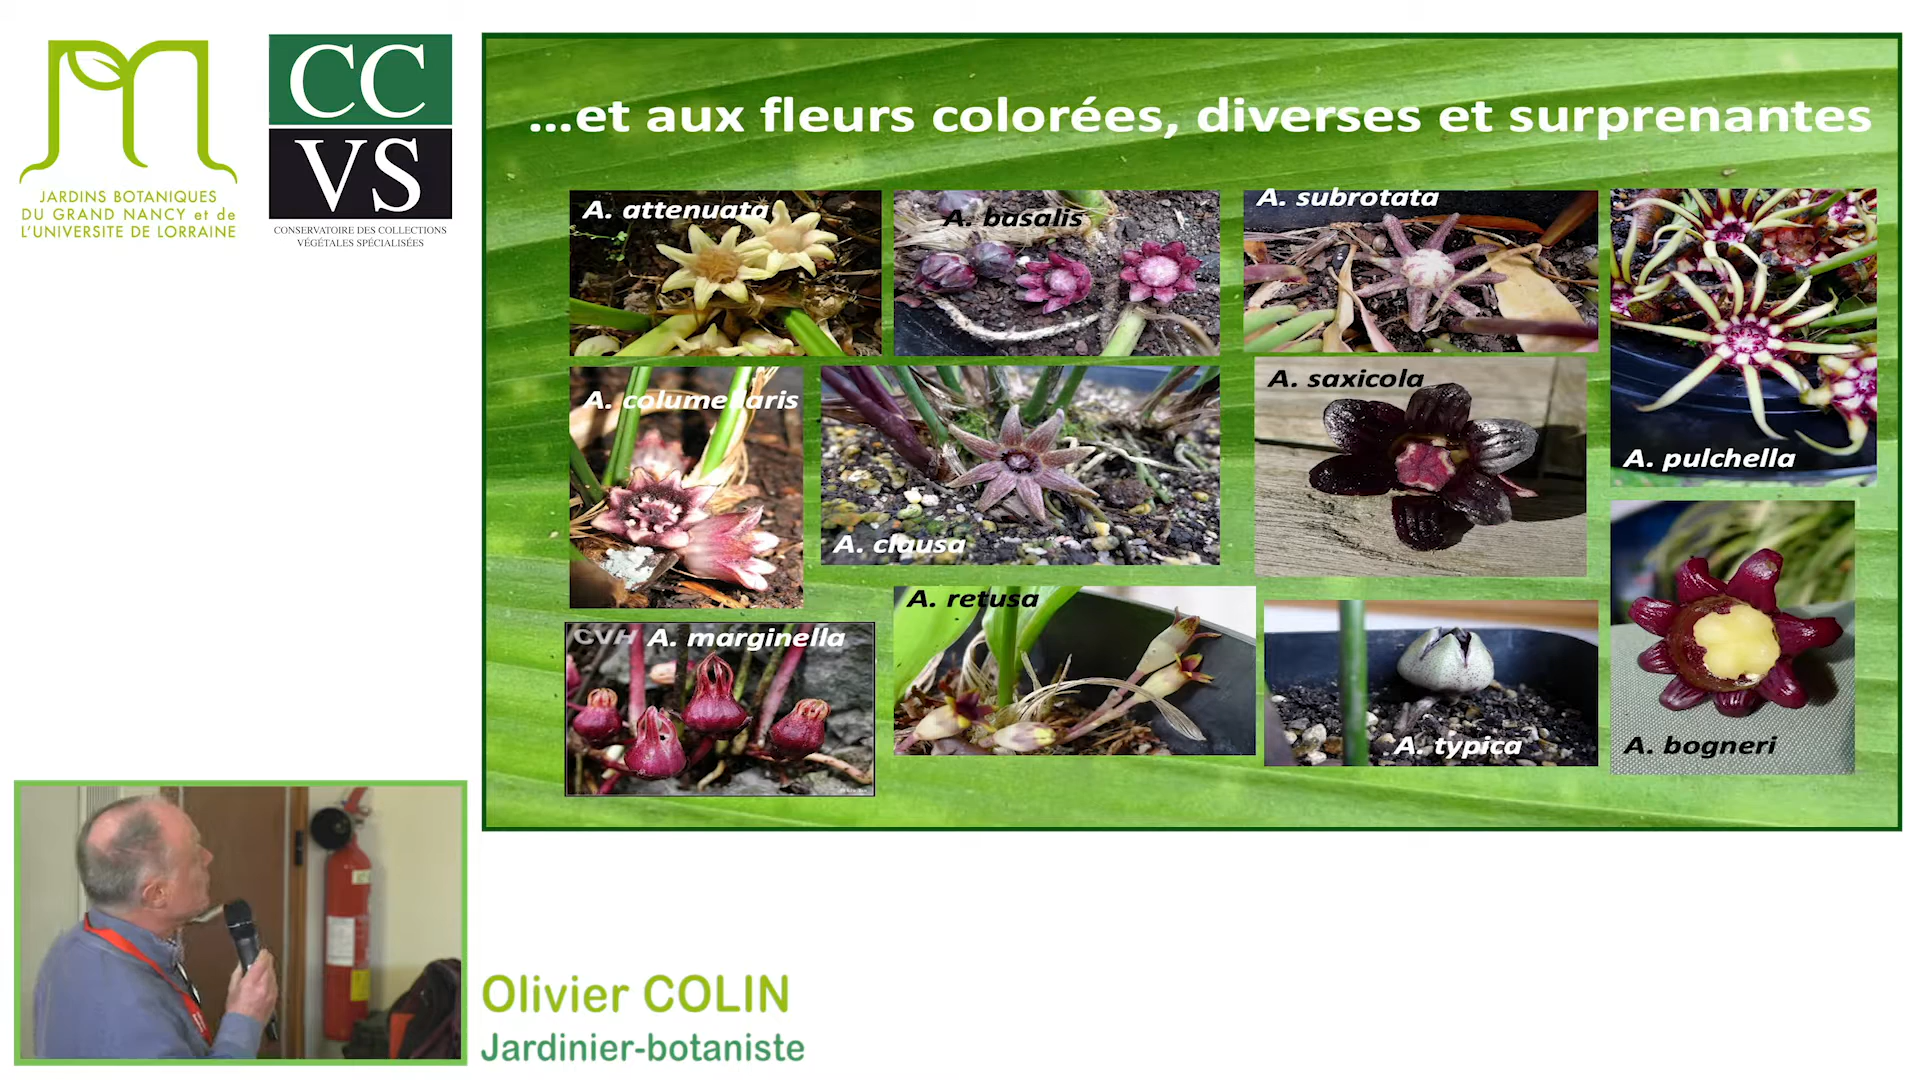 JARDINS BOTANIQUES
DU GRAND NANCY et de
L'UNIVERSITE DE LORRAINE
CC
VS
CONSERVATOIRE DES COLLECTIONS
VÉGÉTALES SPÉCIALISÉES
...et aux fleurs colorées, diverses et surprenantes
A. attenuata
A. basalis
A. subrotata
A. pulchella
A. columellaris
A. clausa
A. saxicola
CVH A. marginella
A. retusa
A. typica
A. bogneri
Olivier COLIN
Jardinier-botaniste